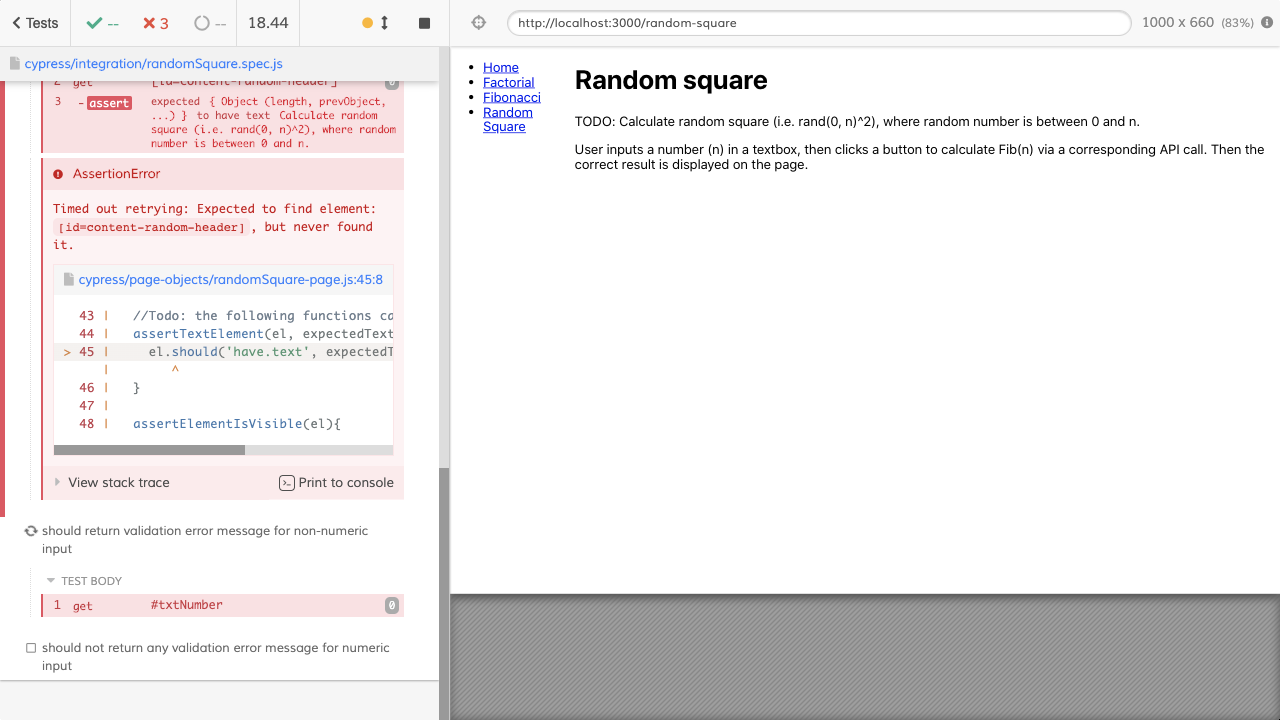 Tests
--
3
--
18.44
http://localhost:3000/random-square
1000 x 660 (83%)
cypress/integration/randomSquare.spec.js
2 get [id=content-random-header] 0
3 -assert expected { Object (length, prevObject,
...) } to have text Calculate random
square (i.e. rand(0, n)^2), where random
number is between 0 and n.
AssertionError
Timed out retrying: Expected to find element:
[id=content-random-header], but never found
it.
cypress/page-objects/randomSquare-page.js:45:8
43 | //Todo: the following functions ca
44 | assertTextElement(el, expectedText
> 45 | el.should('have.text', expectedT
| ^
46 | }
47 |
48 | assertElementIsVisible(el){
View stack trace
Print to console
should return validation error message for non-numeric
input
TEST BODY
1 get #txtNumber 0
should not return any validation error message for numeric
input
Home
Factorial
Fibonacci
Random
Square
Random square
TODO: Calculate random square (i.e. rand(0, n)^2), where random number is between 0 and n.
User inputs a number (n) in a textbox, then clicks a button to calculate Fib(n) via a corresponding API call. Then the
correct result is displayed on the page.